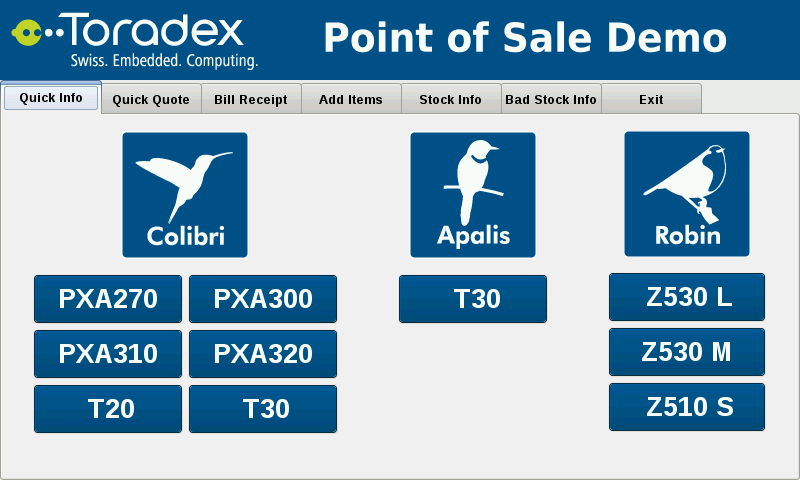 Toradex
Swiss. Embedded. Computing.
Point of Sale Demo
Quick Info
Quick Quote
Bill Receipt
Add Items
Stock Info
Bad Stock Info
Exit
Colibri
PXA270
PXA300
PXA310
PXA320
T20
T30
Apalis
T30
Robin
Z530 L
Z530 M
Z510 S